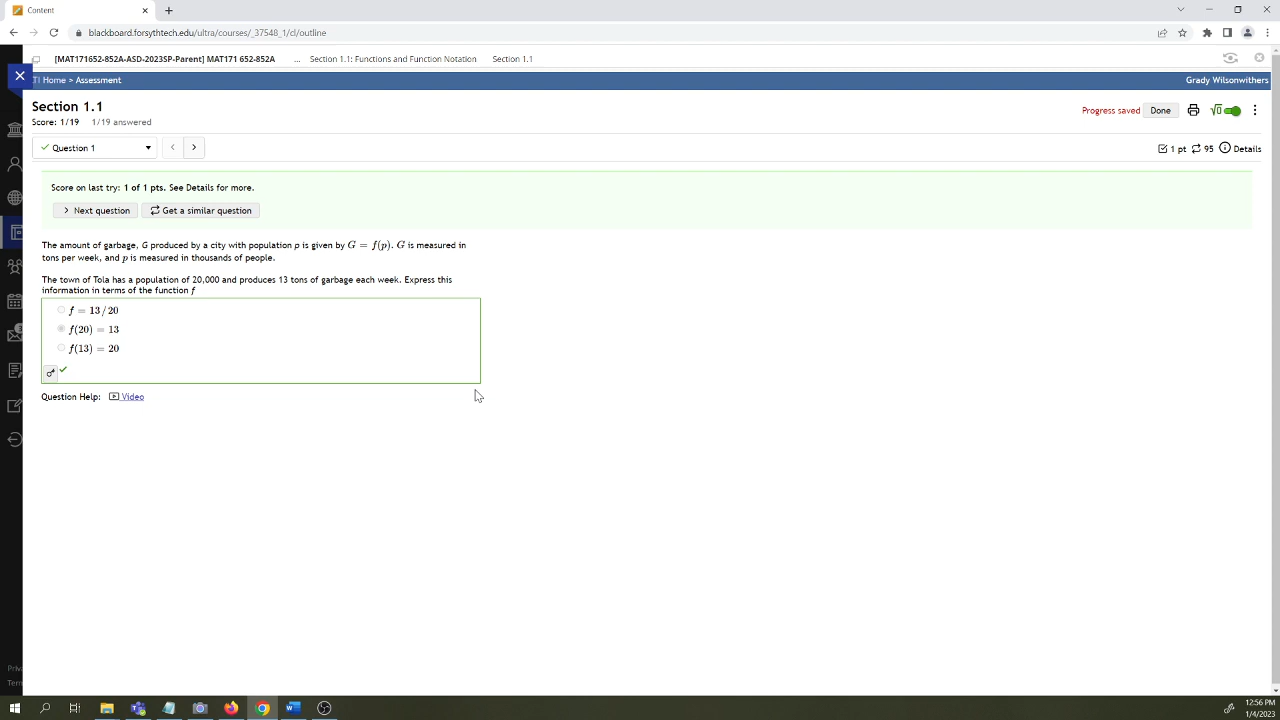 Content
blackboard.forsythtech.edu/ultra/courses/_37548_1/cl/outline
[MAT171652-852A-ASD-2023SP-Parent] MAT171 652-852A ... Section 1.1: Functions and Function Notation Section 1.1
Home > Assessment Grady Wilsonwithers
Section 1.1
Progress saved Done √0
Score: 1/19 1/19 answered
Question 1
1 pt 95 Details
Score on last try: 1 of 1 pts. See Details for more.
Next question Get a similar question
The amount of garbage, G produced by a city with population p is given by G = f(p). G is measured in
tons per week, and p is measured in thousands of people.
The town of Tola has a population of 20,000 and produces 13 tons of garbage each week. Express this
information in terms of the function f
f = 13/20
f(20) = 13
f(13) = 20
Question Help: Video
12:56 PM
1/4/2023